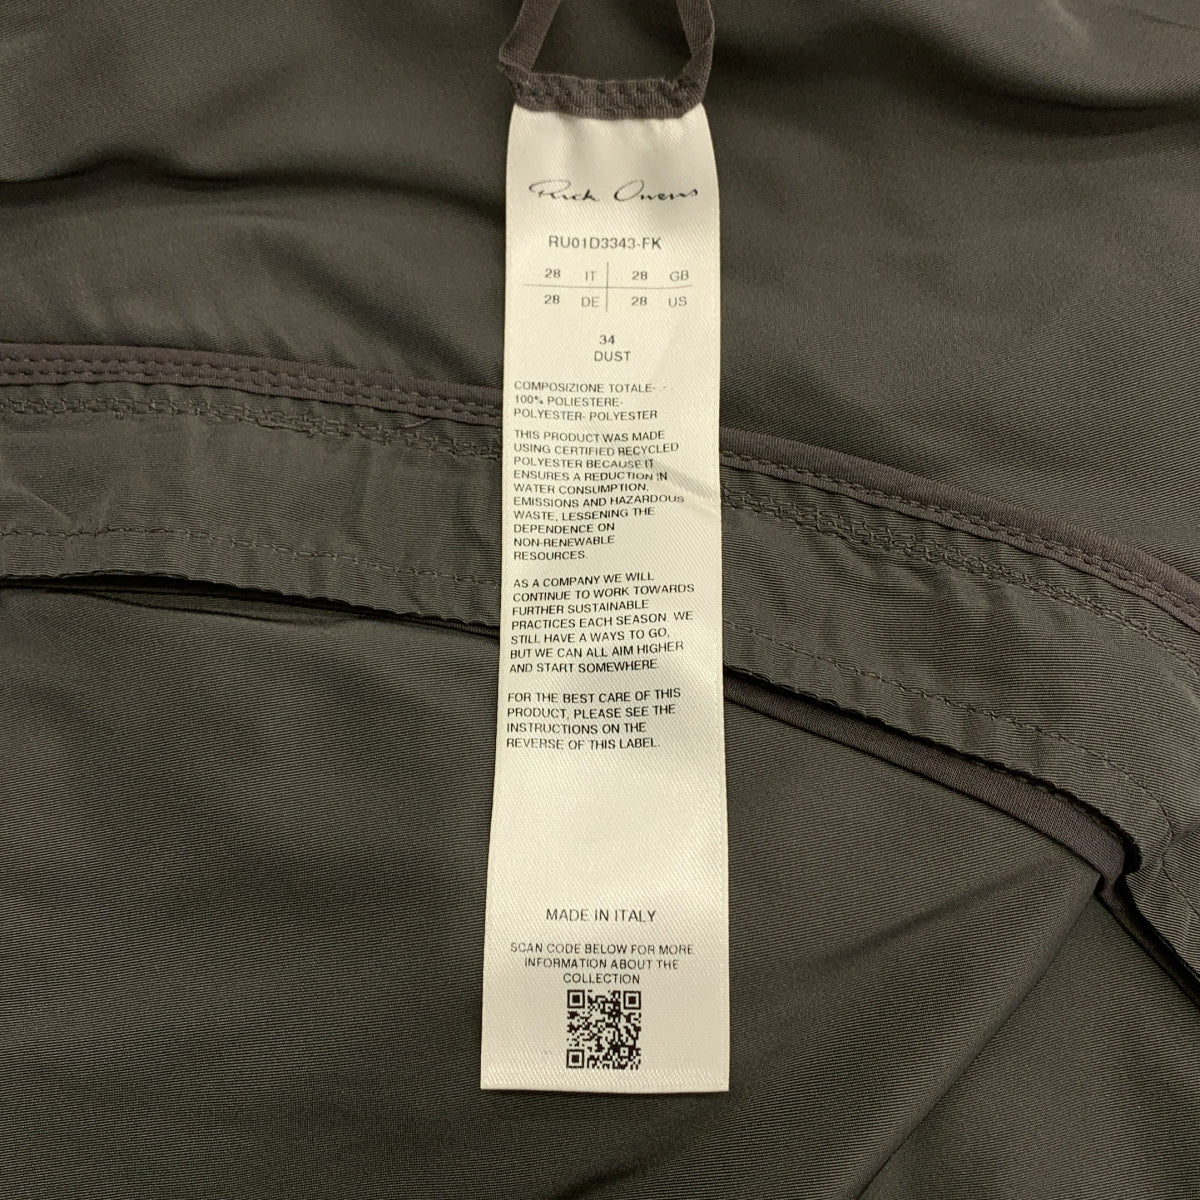 Rick Owens
RU01D3343-FK
28 IT 28 GB
28 DE 28 US
34
DUST
COMPOSIZIONE TOTALE-
100% POLIESTERE-
POLYESTER- POLYESTER
THIS PRODUCT WAS MADE
USING CERTIFIED RECYCLED
POLYESTER BECAUSE IT
ENSURES A REDUCTION IN
WATER CONSUMPTION,
EMISSIONS AND HAZARDOUS
WASTE, LESSENING THE
DEPENDENCE ON
NON-RENEWABLE
RESOURCES.
AS A COMPANY WE WILL
CONTINUE TO WORK TOWARDS
FURTHER SUSTAINABLE
PRACTICES EACH SEASON. WE
STILL HAVE A WAYS TO GO,
BUT WE CAN ALL AIM HIGHER
AND START SOMEWHERE.
FOR THE BEST CARE OF THIS
PRODUCT, PLEASE SEE THE
INSTRUCTIONS ON THE
REVERSE OF THIS LABEL.
MADE IN ITALY
SCAN CODE BELOW FOR MORE
INFORMATION ABOUT THE
COLLECTION